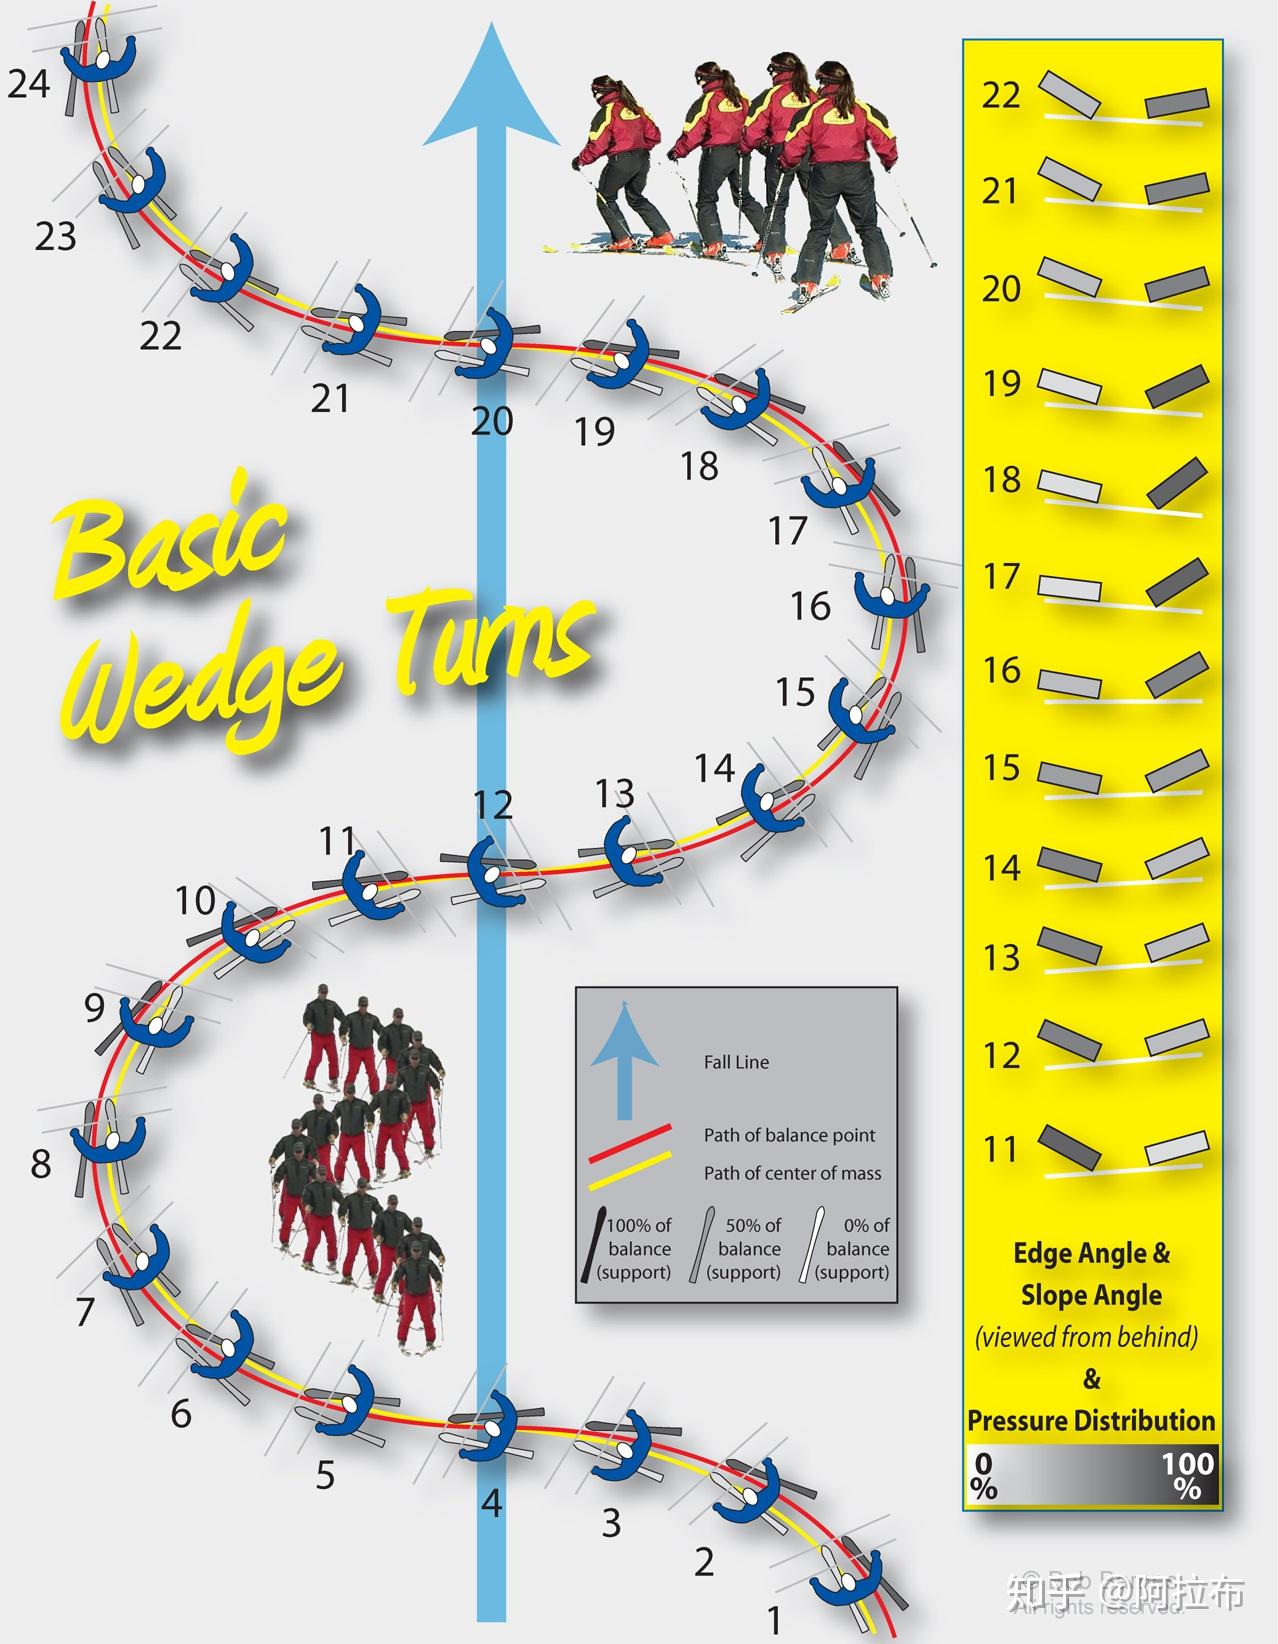 24
23
22
21
20
19
18
17
16
15
14
13
12
11
10
9
8
7
6
5
4
3
2
1
Basic
Wedge Turns
Fall Line
Path of balance point
Path of center of mass
100% of
balance
(support)
50% of
balance
(support)
0% of
balance
(support)
22
21
20
19
18
17
16
15
14
13
12
11
Edge Angle &
Slope Angle
(viewed from behind)
&
Pressure Distribution
0
%
100
%
知乎 @阿拉布
All rights reserved.